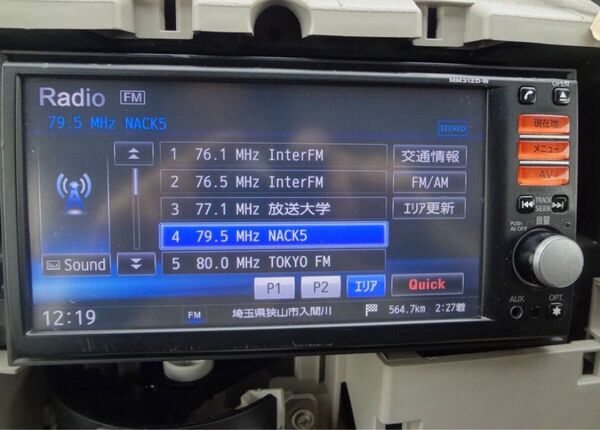 MM512D-W
OPEN
Radio FM
79.5 MHz NACK5
STEREO
現在地
メニュー
AV
1 76.1 MHz InterFM
交通情報
2 76.5 MHz InterFM
FM/AM
3 77.1 MHz 放送大学
エリア更新
4 79.5 MHz NACK5
5 80.0 MHz TOKYO FM
Sound
P1 P2 エリア Quick
TRACK
SEEK
PUSH
AV OFF
音量
AUX OPT
12:19 FM 埼玉県狭山市入間川 564.7km 2:27着